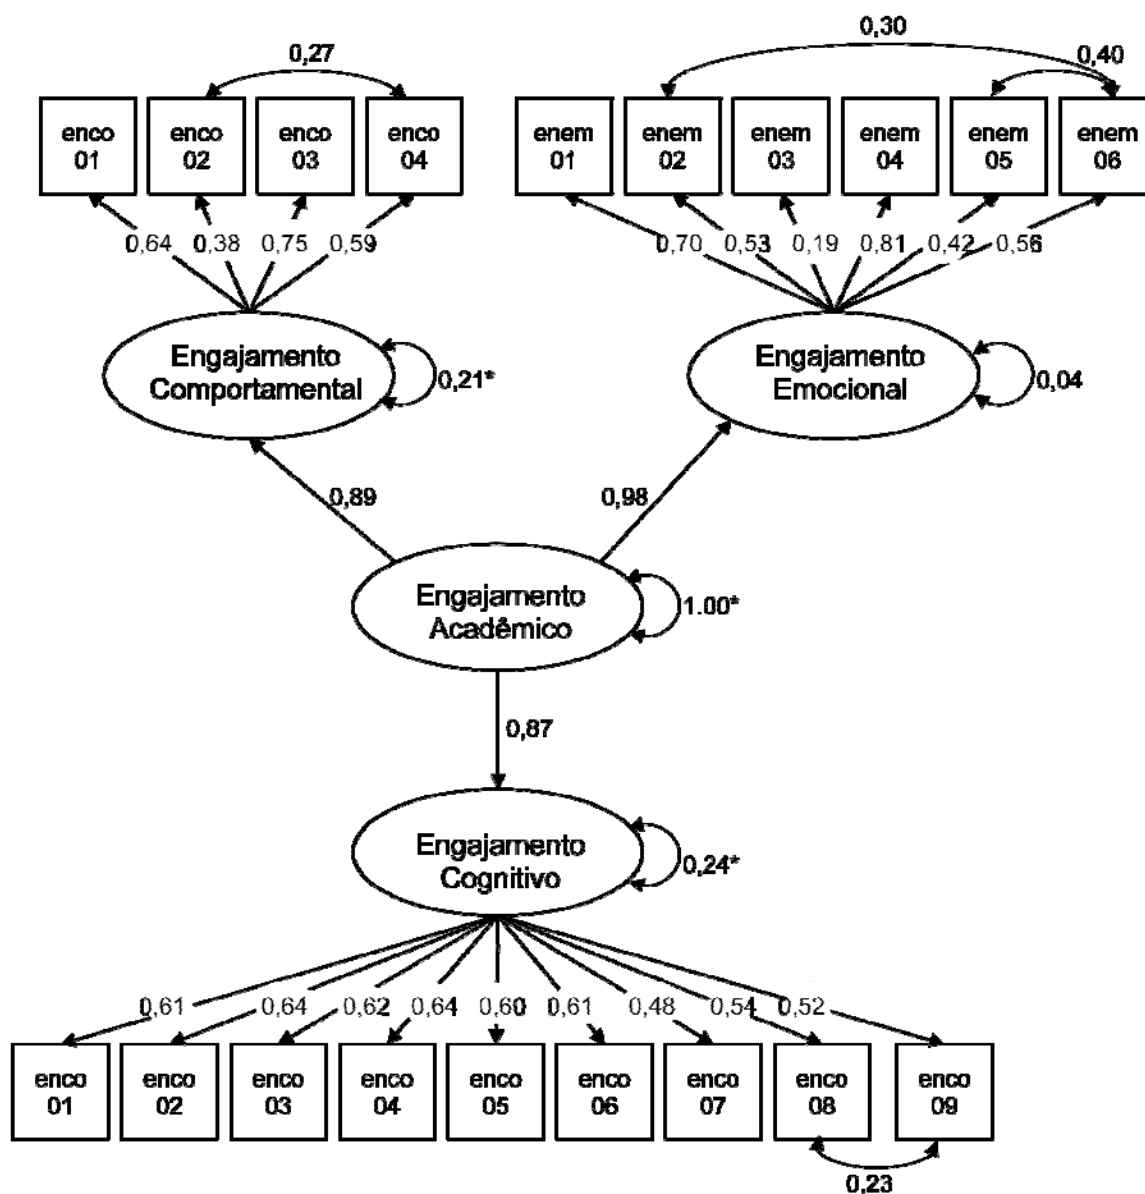 0,27
0,30
0,40
enco 01
enco 02
enco 03
enco 04
enem 01
enem 02
enem 03
enem 04
enem 05
enem 06
0,64
0,38
0,75
0,59
0,70
0,53
0,19
0,81
0,42
0,56
Engajamento
Comportamental
0,21*
Engajamento
Emocional
0,04
0,89
0,98
Engajamento
Acadêmico
1.00*
0,87
Engajamento
Cognitivo
0,24*
0,61
0,64
0,62
0,64
0,60
0,61
0,48
0,54
0,52
enco 01
enco 02
enco 03
enco 04
enco 05
enco 06
enco 07
enco 08
enco 09
0,23